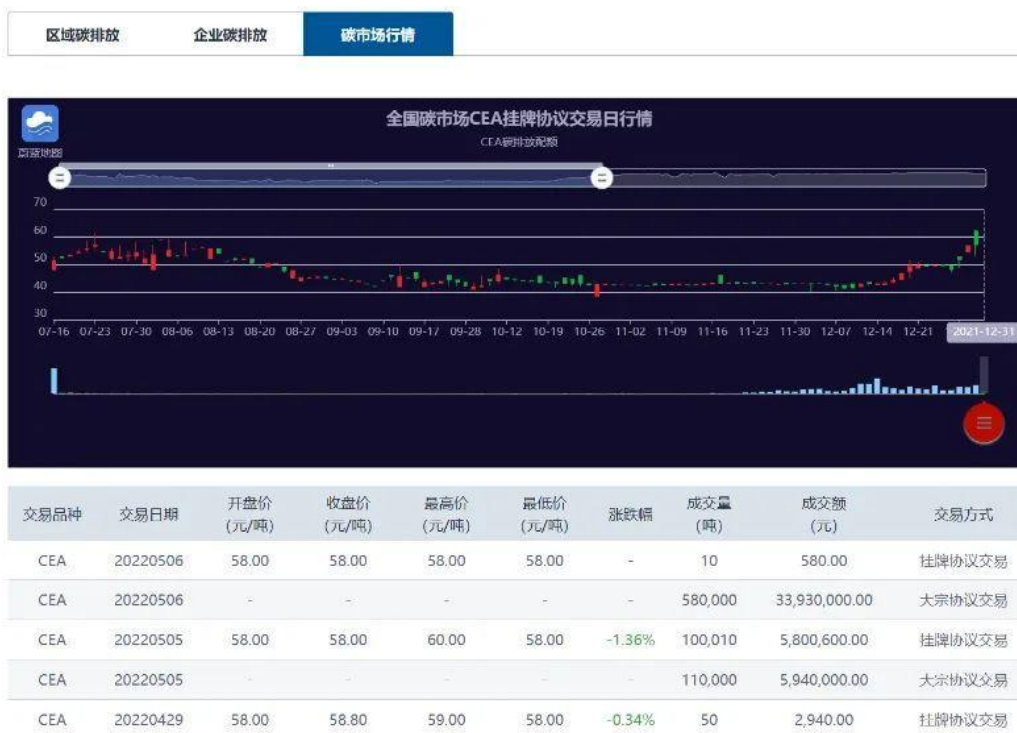 区域碳排放 企业碳排放 碳市场行情
全国碳市场CEA挂牌协议交易日行情
CEA碳排放配额
蔚蓝地图
70
60
50
40
30
07-16 07-23 07-30 08-06 08-13 08-20 08-27 09-03 09-10 09-17 09-28 10-12 10-19 10-26 11-02 11-09 11-16 11-23 11-30 12-07 12-14 12-21 2021-12-31
交易品种 交易日期 开盘价 (元/吨) 收盘价 (元/吨) 最高价 (元/吨) 最低价 (元/吨) 涨跌幅 成交量 (吨) 成交额 (元) 交易方式
CEA 20220506 58.00 58.00 58.00 58.00 - 10 580.00 挂牌协议交易
CEA 20220506 - - - - - 580,000 33,930,000.00 大宗协议交易
CEA 20220505 58.00 58.00 60.00 58.00 -1.36% 100,010 5,800,600.00 挂牌协议交易
CEA 20220505 - - - - - 110,000 5,940,000.00 大宗协议交易
CEA 20220429 58.00 58.80 59.00 58.00 -0.34% 50 2,940.00 挂牌协议交易